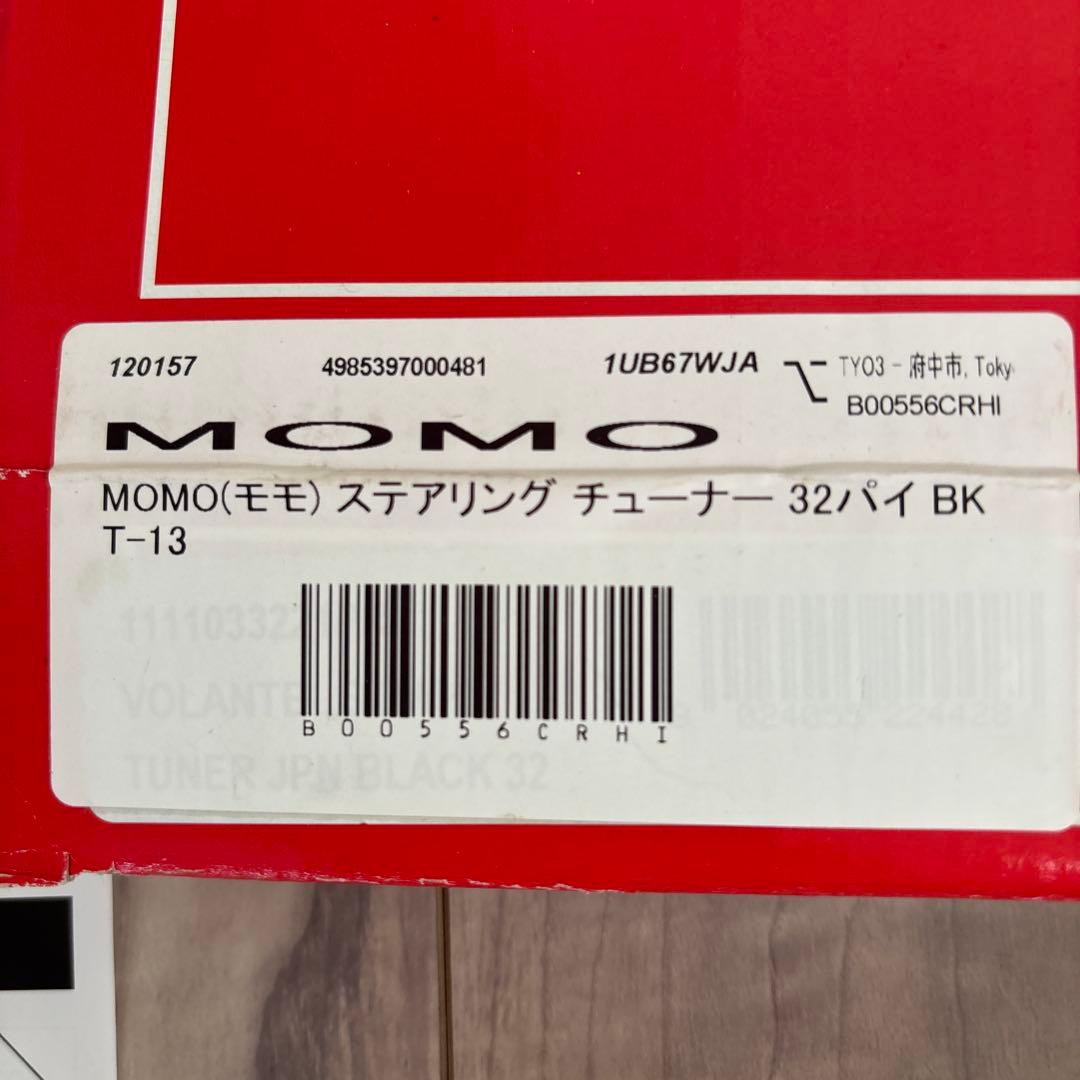 120157 4985397000481 1UB67WJA TY03 - 府中市, Toky
B00556CRHI
MOMO
MOMO(モモ) ステアリング チューナー 32パイ BK
T-13
B00556CRHI
VOLANTE
TUNER JPN BLACK 32